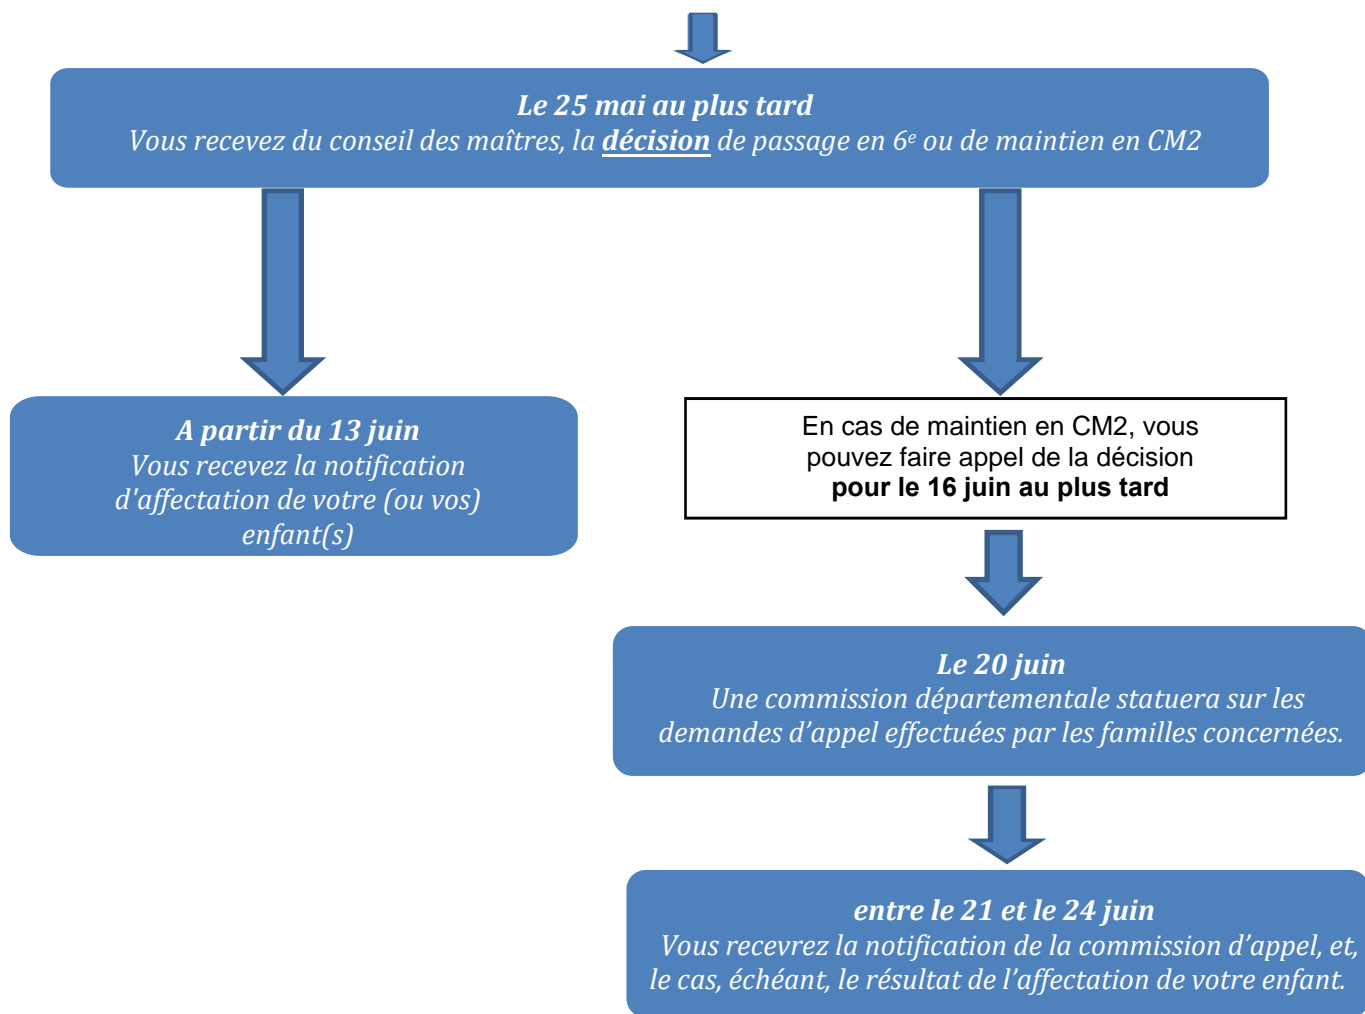 Le 25 mai au plus tard
Vous recevez du conseil des maîtres, la décision de passage en 6e ou de maintien en CM2
A partir du 13 juin
Vous recevez la notification
d'affectation de votre (ou vos)
enfant(s)
En cas de maintien en CM2, vous
pouvez faire appel de la décision
pour le 16 juin au plus tard
Le 20 juin
Une commission départementale statuera sur les
demandes d’appel effectuées par les familles concernées.
entre le 21 et le 24 juin
Vous recevrez la notification de la commission d’appel, et,
le cas, échéant, le résultat de l’affectation de votre enfant.